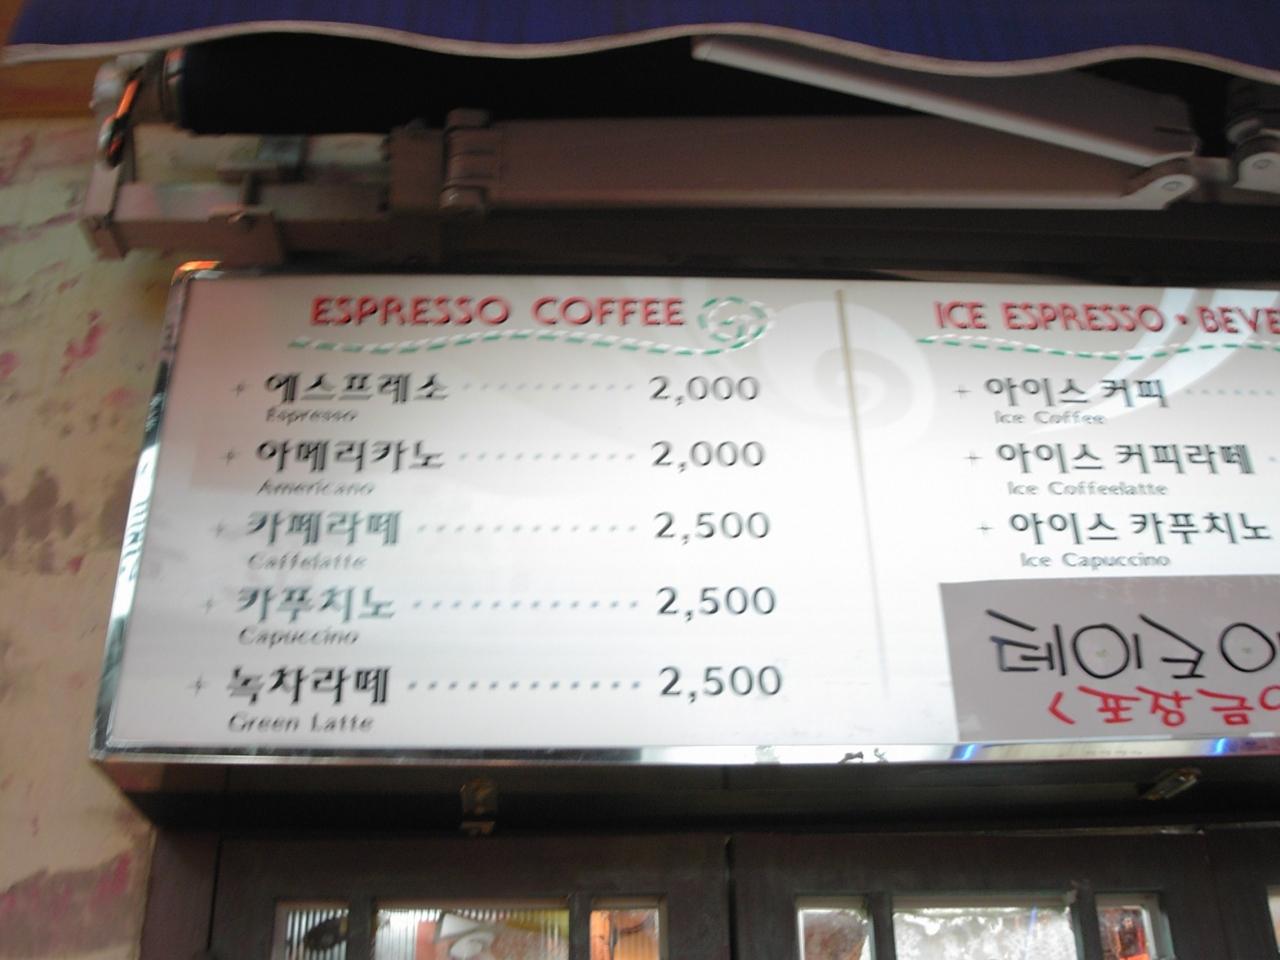 ESPRESSO COFFEE
에스프레소 2,000
Espresso
아메리카노 2,000
Americano
카페라떼 2,500
Caffelatte
카푸치노 2,500
Capuccino
녹차라떼 2,500
Green Latte
ICE ESPRESSO · BEVE
아이스 커피
Ice Coffee
아이스 커피라떼
Ice Coffeelatte
아이스 카푸치노
Ice Capuccino